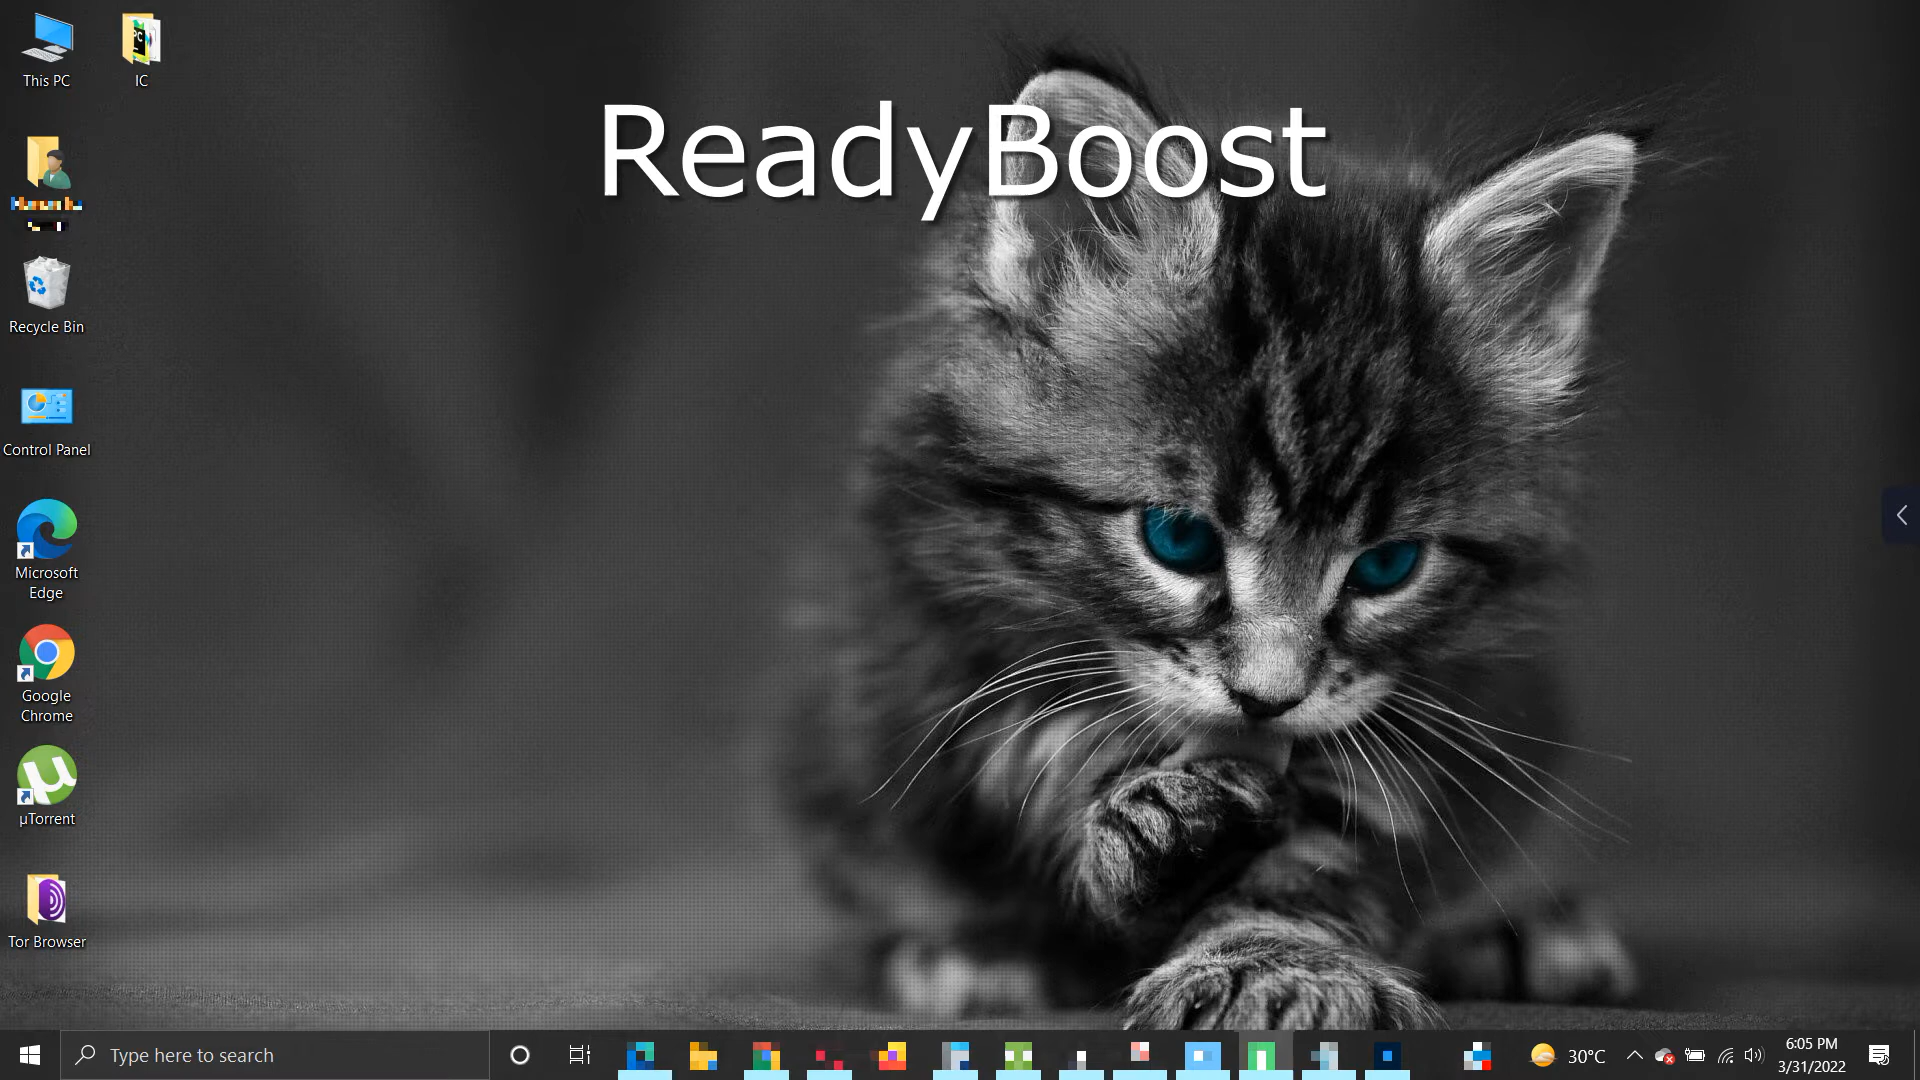 This PC
IC
ReadyBoost
Recycle Bin
Control Panel
Microsoft
Edge
Google
Chrome
µTorrent
Tor Browser
Type here to search
30°C
6:05 PM
3/31/2022